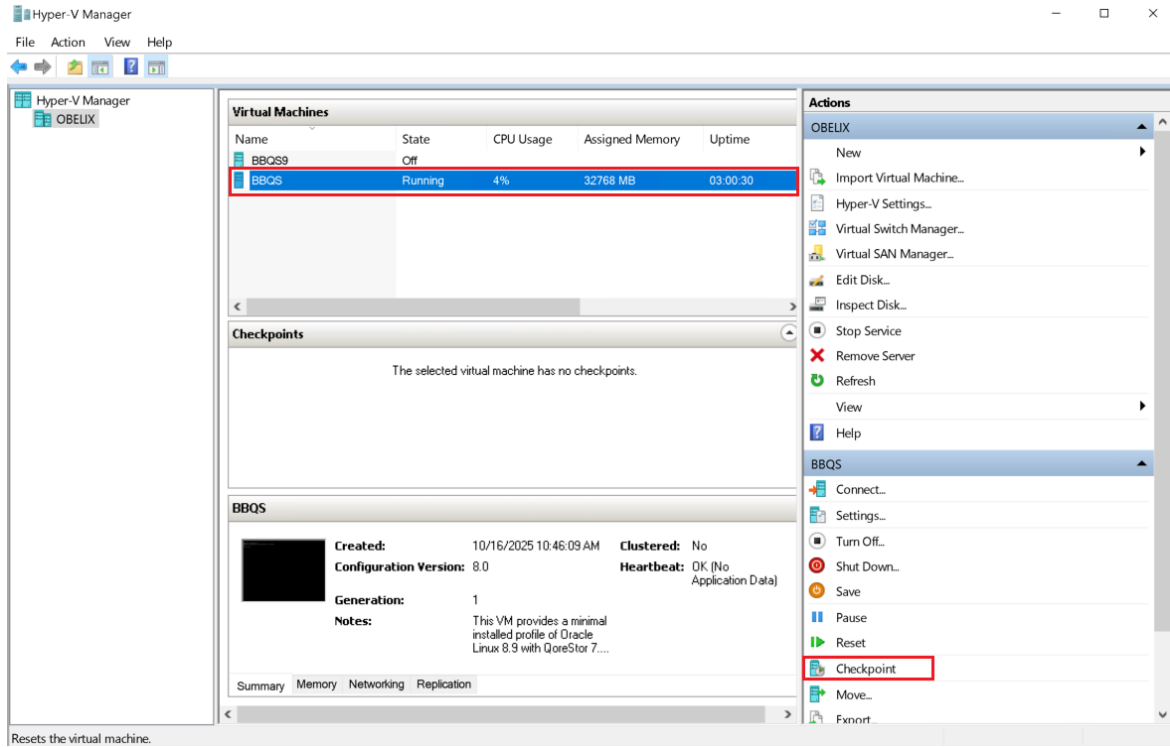 Hyper-V Manager
File Action View Help
Hyper-V Manager
OBELIX
Virtual Machines
Name State CPU Usage Assigned Memory Uptime
BBQS9 Off
BBQS Running 4% 32768 MB 03:00:30
Checkpoints
The selected virtual machine has no checkpoints.
BBQS
Created: 10/16/2025 10:46:09 AM Clustered: No
Configuration Version: 8.0 Heartbeat: OK (No
Application Data)
Generation: 1
Notes: This VM provides a minimal
installed profile of Oracle
Linux 8.9 with QoreStor 7....
Summary Memory Networking Replication
Actions
OBELIX
New
Import Virtual Machine...
Hyper-V Settings...
Virtual Switch Manager...
Virtual SAN Manager...
Edit Disk...
Inspect Disk...
Stop Service
Remove Server
Refresh
View
Help
BBQS
Connect...
Settings...
Turn Off...
Shut Down...
Save
Pause
Reset
Checkpoint
Move...
Export...
Resets the virtual machine.